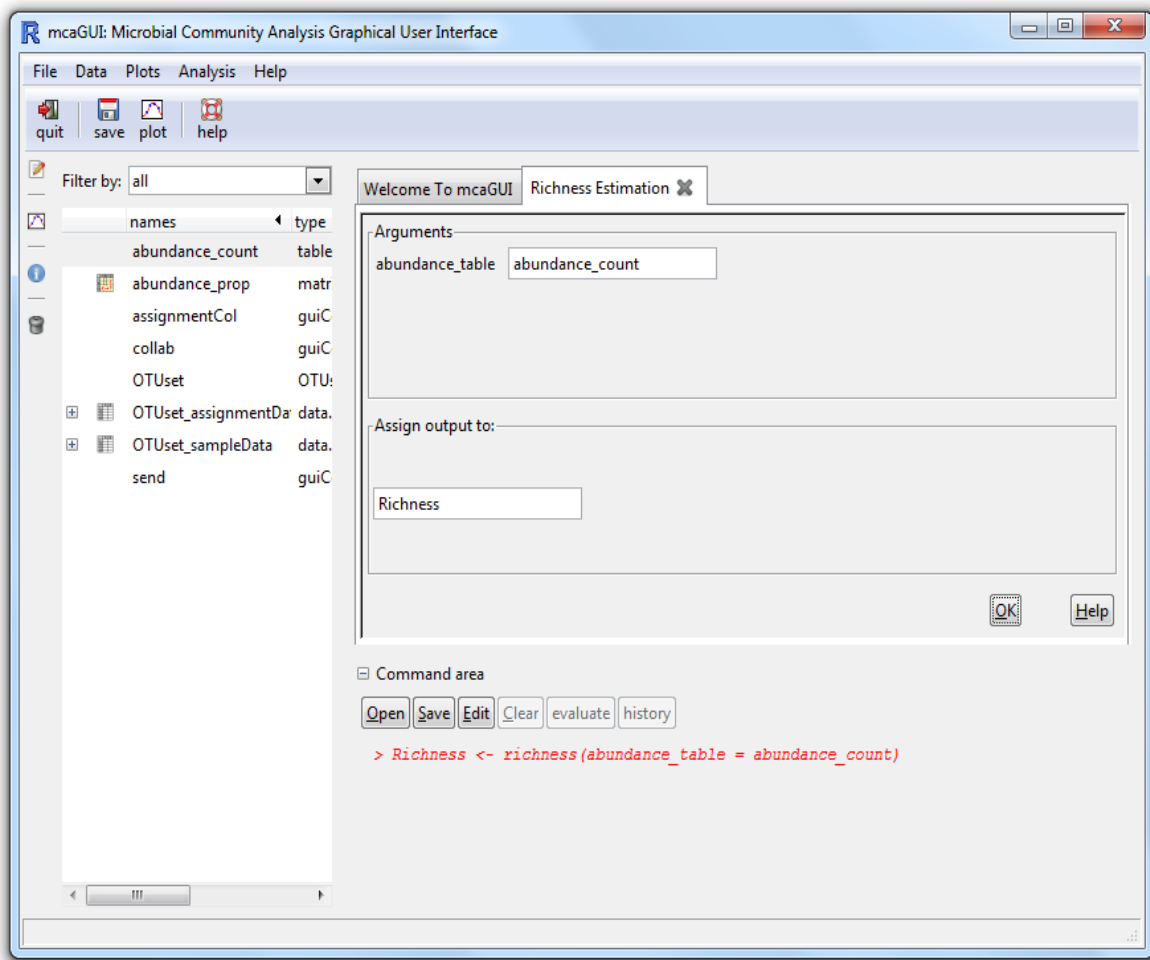 mcaGUI: Microbial Community Analysis Graphical User Interface
File Data Plots Analysis Help
quit save plot help
Filter by: all
names type
abundance_count table
abundance_prop matr
assignmentCol guiC
collab guiC
OTUset OTUs
OTUset_assignmentDa data.
OTUset_sampleData data.
send guiC
Welcome To mcaGUI Richness Estimation
Arguments
abundance_table abundance_count
Assign output to:
Richness
OK Help
Command area
Open Save Edit Clear evaluate history
> Richness <- richness(abundance_table = abundance_count)